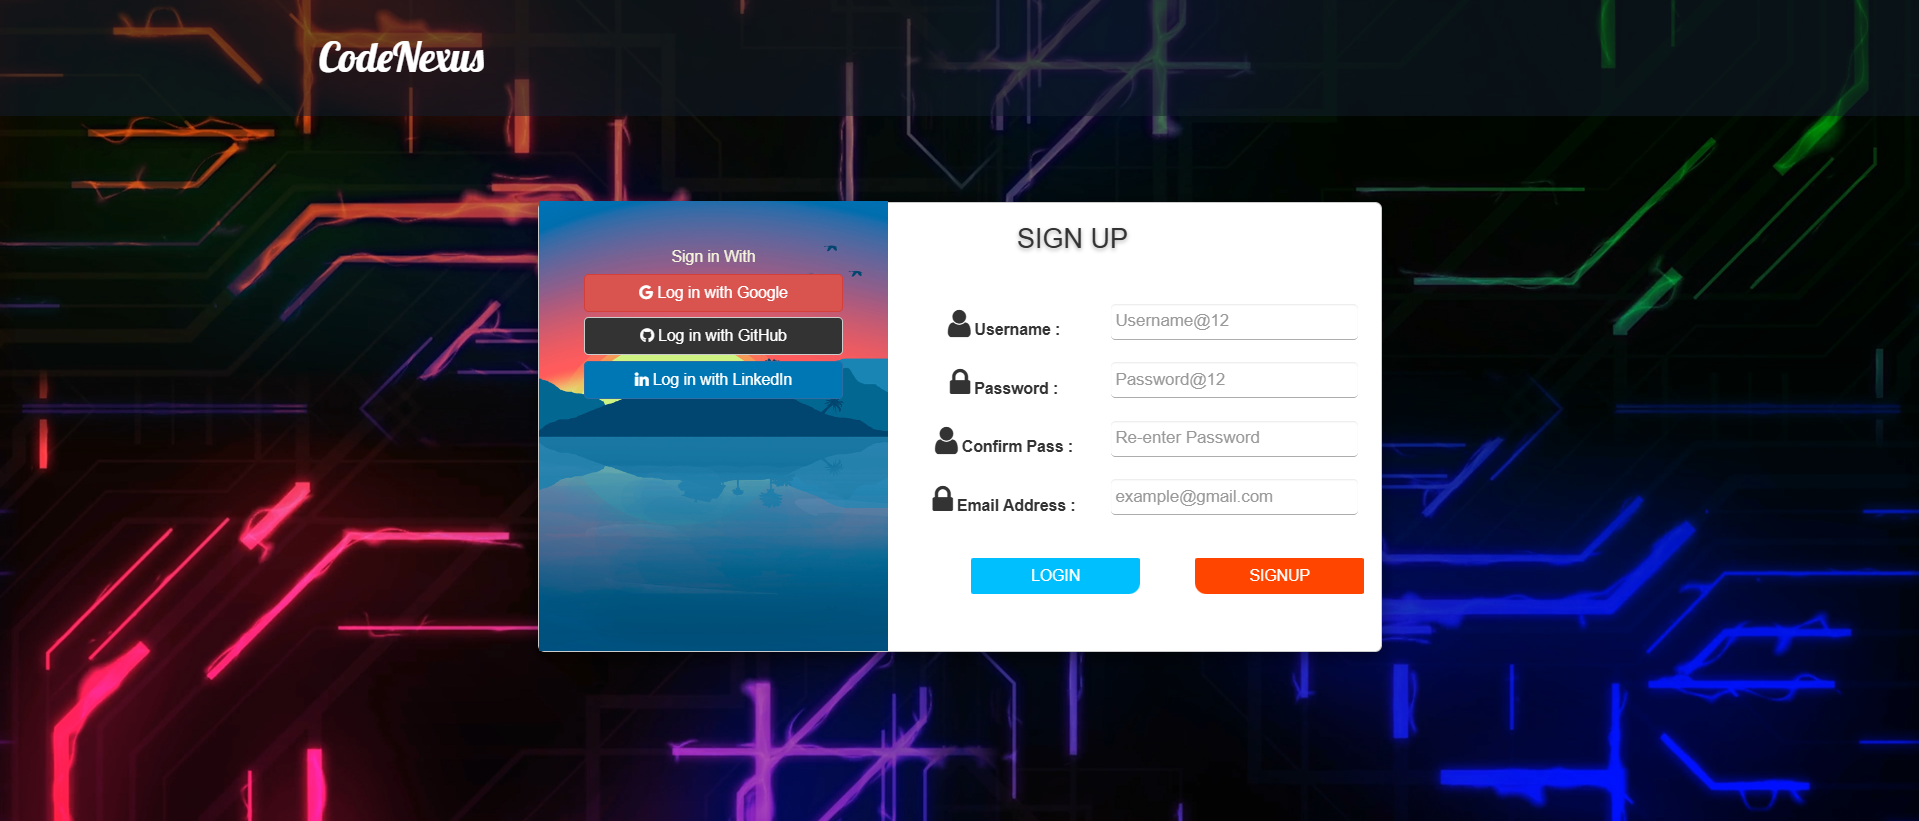 CodeNexus
Sign in With
Log in with Google
Log in with GitHub
Log in with LinkedIn
SIGN UP
Username :
Username@12
Password :
Password@12
Confirm Pass :
Re-enter Password
Email Address :
example@gmail.com
LOGIN
SIGNUP